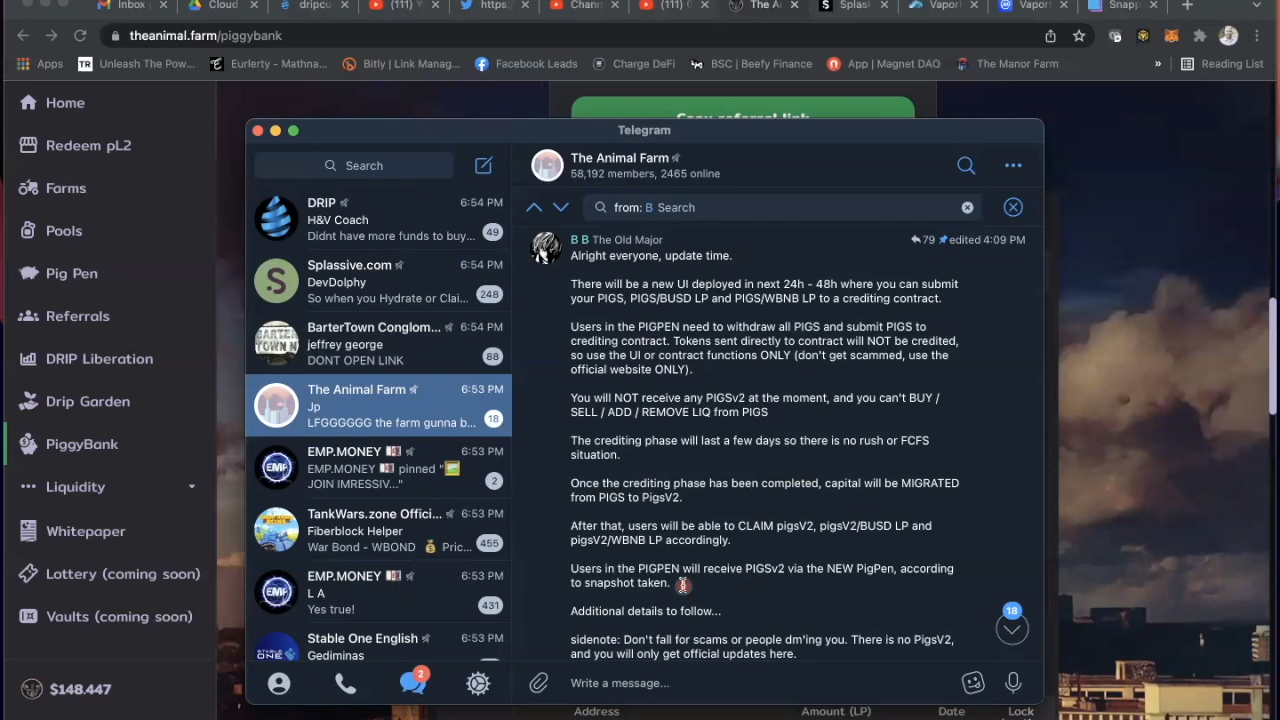 Inbox (
Cloud
dripco
(111) Y
https:/
Chann
(111) C
The A
Splas
Vapor
Vapor
Snapp
theanimal.farm/piggybank
Apps
Unleash The Pow...
Eurlerty - Mathna...
Bitly | Link Manag...
Facebook Leads
Charge DeFi
BSC | Beefy Finance
App | Magnet DAO
The Manor Farm
»
Reading List
Home
Redeem pL2
Farms
Pools
Pig Pen
Referrals
DRIP Liberation
Drip Garden
PiggyBank
Liquidity
Whitepaper
Lottery (coming soon)
Vaults (coming soon)
$148.447
Copy referral link
Telegram
Search
DRIP
6:54 PM
H&V Coach
Didnt have more funds to buy...
49
Splassive.com
6:54 PM
DevDolphy
So when you Hydrate or Clai...
248
BarterTown Conglom...
6:54 PM
jeffrey george
DONT OPEN LINK
88
The Animal Farm
6:53 PM
Jp
LFGGGGGG the farm gunna b...
18
EMP.MONEY
6:53 PM
EMP.MONEY pinned "
JOIN IMRESSIV..."
2
TankWars.zone Offici...
6:53 PM
Fiberblock Helper
War Bond - WBOND Pric...
455
EMP.MONEY
6:53 PM
L A
Yes true!
431
Stable One English
6:53 PM
Gediminas
2
The Animal Farm
58,192 members, 2465 online
from: B Search
B B The Old Major
79 edited 4:09 PM
Alright everyone, update time.
There will be a new UI deployed in next 24h - 48h where you can submit
your PIGS, PIGS/BUSD LP and PIGS/WBNB LP to a crediting contract.
Users in the PIGPEN need to withdraw all PIGS and submit PIGS to
crediting contract. Tokens sent directly to contract will NOT be credited,
so use the UI or contract functions ONLY (don't get scammed, use the
official website ONLY).
You will NOT receive any PIGSv2 at the moment, and you can't BUY /
SELL / ADD / REMOVE LIQ from PIGS
The crediting phase will last a few days so there is no rush or FCFS
situation.
Once the crediting phase has been completed, capital will be MIGRATED
from PIGS to PigsV2.
After that, users will be able to CLAIM pigsV2, pigsV2/BUSD LP and
pigsV2/WBNB LP accordingly.
Users in the PIGPEN will receive PIGSv2 via the NEW PigPen, according
to snapshot taken.
Additional details to follow...
sidenote: Don't fall for scams or people dm'ing you. There is no PigsV2,
and you will only get official updates here.
18
Write a message...
Address
Amount (LP)
Date
Lock